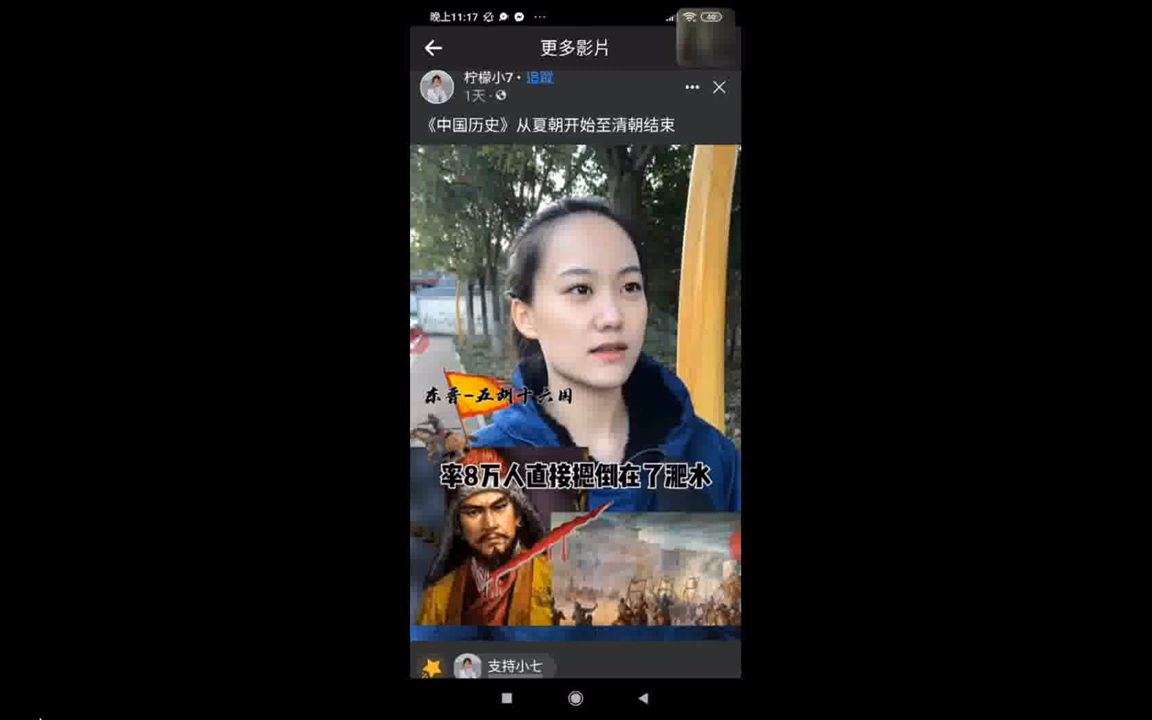 晚上11:17
更多影片
柠檬小7 · 追蹤
1天 ·
《中国历史》从夏朝开始至清朝结束
东晋-五胡十六国
率8万人直接摁倒在了淝水
支持小七